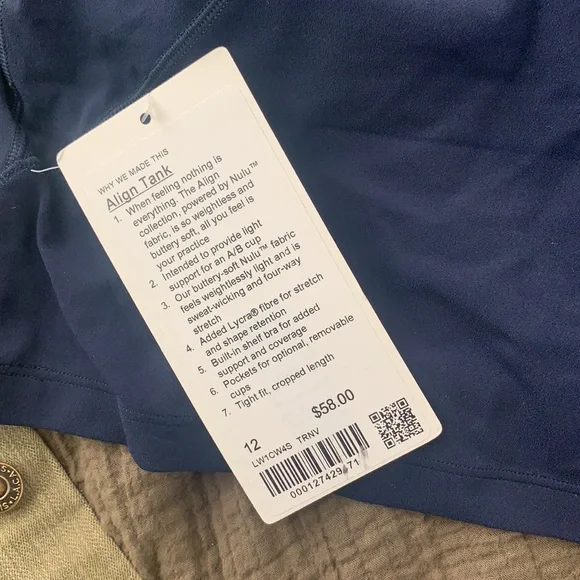 WHY WE MADE THIS
Align Tank
1. When feeling nothing is
everything. The Align
collection, powered by Nulu™
fabric, is so weightless and
buttery soft, all you feel is
your practice
2. Intended to provide light
support for an A/B cup
3. Our buttery-soft Nulu™ fabric
feels weightlessly light and is
sweat-wicking and four-way
stretch
4. Added Lycra® fibre for stretch
and shape retention
5. Built-in shelf bra for added
support and coverage
6. Pockets for optional, removable
cups
7. Tight fit, cropped length
$58.00
12
LW1CW4S TRNV